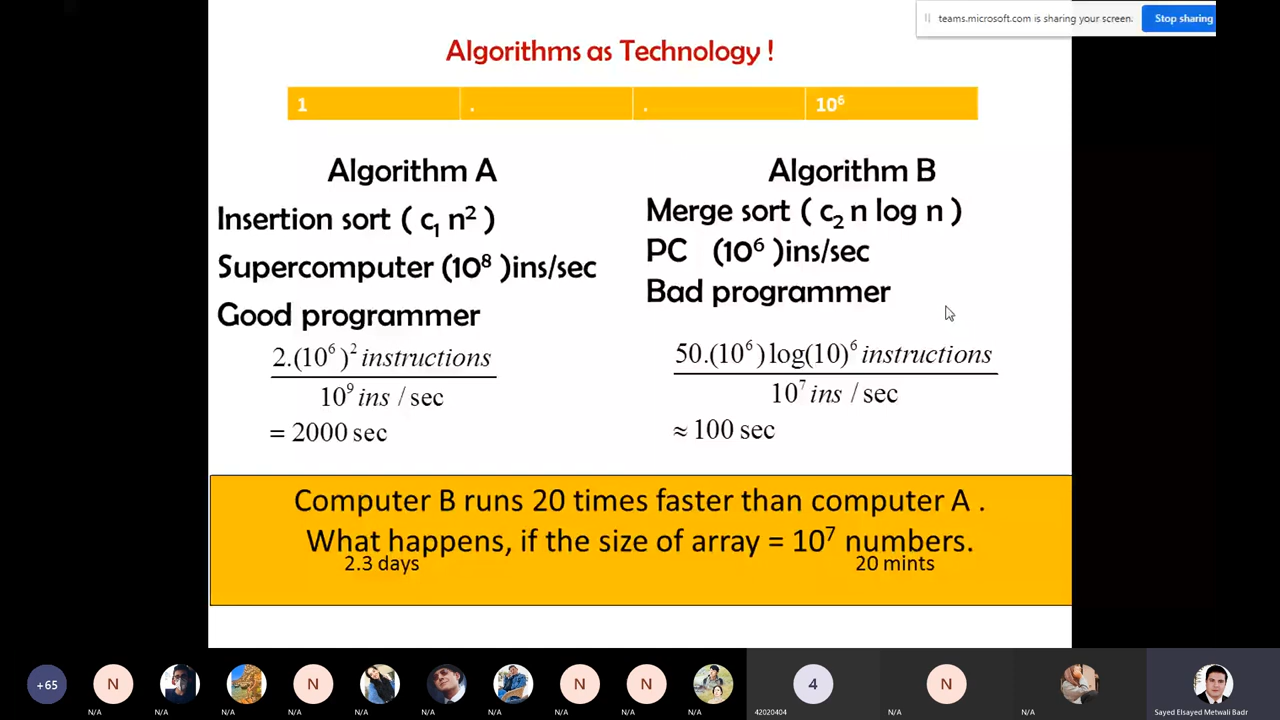 teams.microsoft.com is sharing your screen. Stop sharing
Algorithms as Technology !
1 . . 10⁶
Algorithm A
Insertion sort ( c₁ n² )
Supercomputer (10⁸ )ins/sec
Good programmer
2.(10⁶ )² instructions
10⁹ ins / sec
= 2000 sec
Algorithm B
Merge sort ( c₂ n log n )
PC (10⁶ )ins/sec
Bad programmer
50.(10⁶ ) log(10)⁶ instructions
10⁷ ins / sec
≈ 100 sec
Computer B runs 20 times faster than computer A .
What happens, if the size of array = 10⁷ numbers.
2.3 days 20 mints
+65 N N N N 4 N
N/A N/A N/A N/A N/A N/A N/A N/A N/A N/A N/A 42020404 N/A N/A Sayed Elsayed Metwali Badr